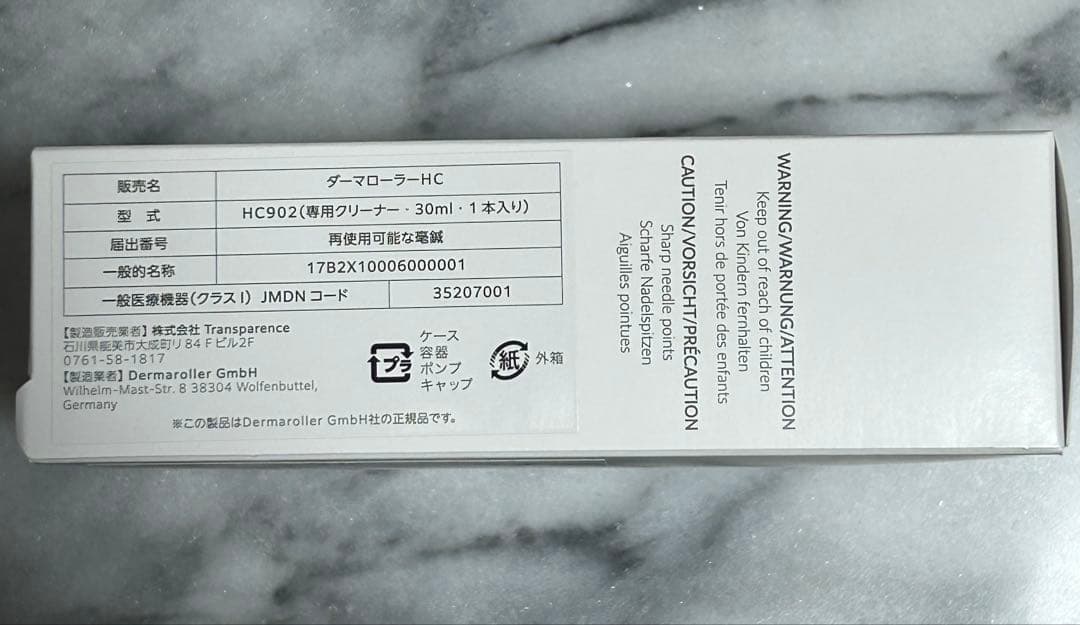 販売名 ダーマローラーHC
型 式 HC902(専用クリーナー・30ml・1本入り)
届出番号 再使用可能な毫鍼
一般的名称 17B2X10006000001
一般医療機器(クラスⅠ) JMDNコード 35207001
【製造販売業者】株式会社 Transparence
石川県能美市大成町リ84 Fビル2F
0761-58-1817
【製造業者】Dermaroller GmbH
Wilhelm-Mast-Str. 8 38304 Wolfenbuttel,
Germany
プラ
ケース
容器
ポンプ
キャップ
紙
外箱
※この製品はDermaroller GmbH社の正規品です。
WARNING/WARNUNG/ATTENTION
Keep out of reach of children
Von Kindern fernhalten
Tenir hors de portée des enfants
CAUTION/VORSICHT/PRÉCAUTION
Sharp needle points
Scharfe Nadelspitzen
Aiguilles pointues